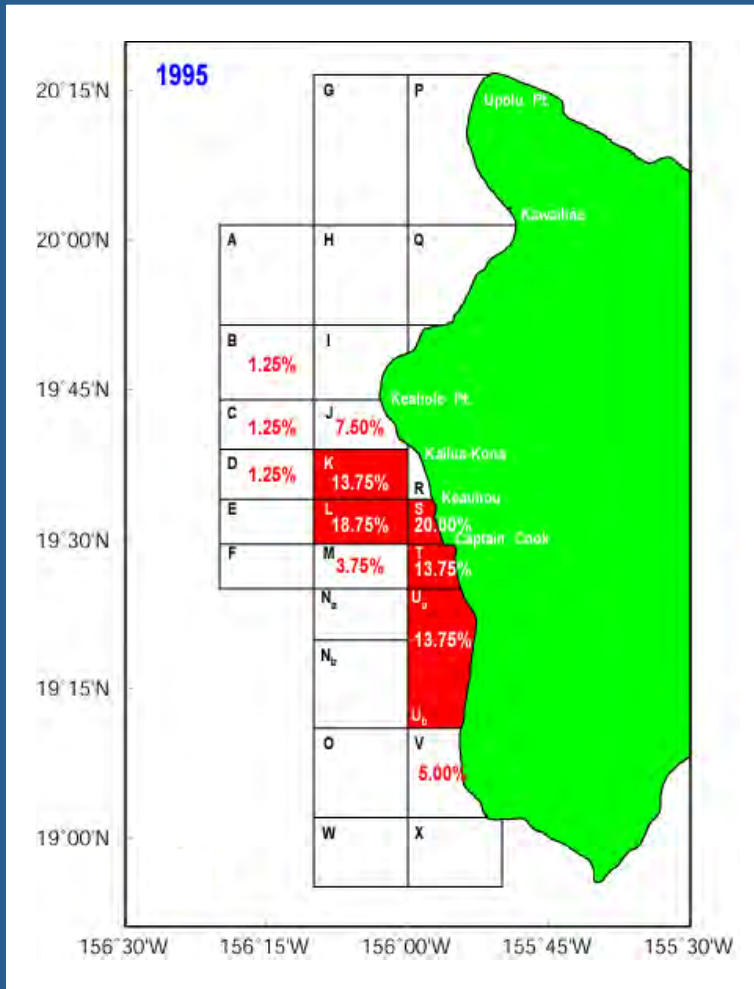 1995
20°15'N
G P
Upolu Pt.
Kawaihae
20°00'N
A H Q
B I
1.25%
19°45'N
Keahole Pt.
C J
1.25% 7.50%
Kailua-Kona
D K
1.25% 13.75%
R
Keauhou
E L S
18.75% 20.00%
19°30'N
Captain Cook
F M T
3.75% 13.75%
Na Ua
13.75%
Nb
19°15'N
Ub
O V
5.00%
19°00'N
W X
156°30'W 156°15'W 156°00'W 155°45'W 155°30'W